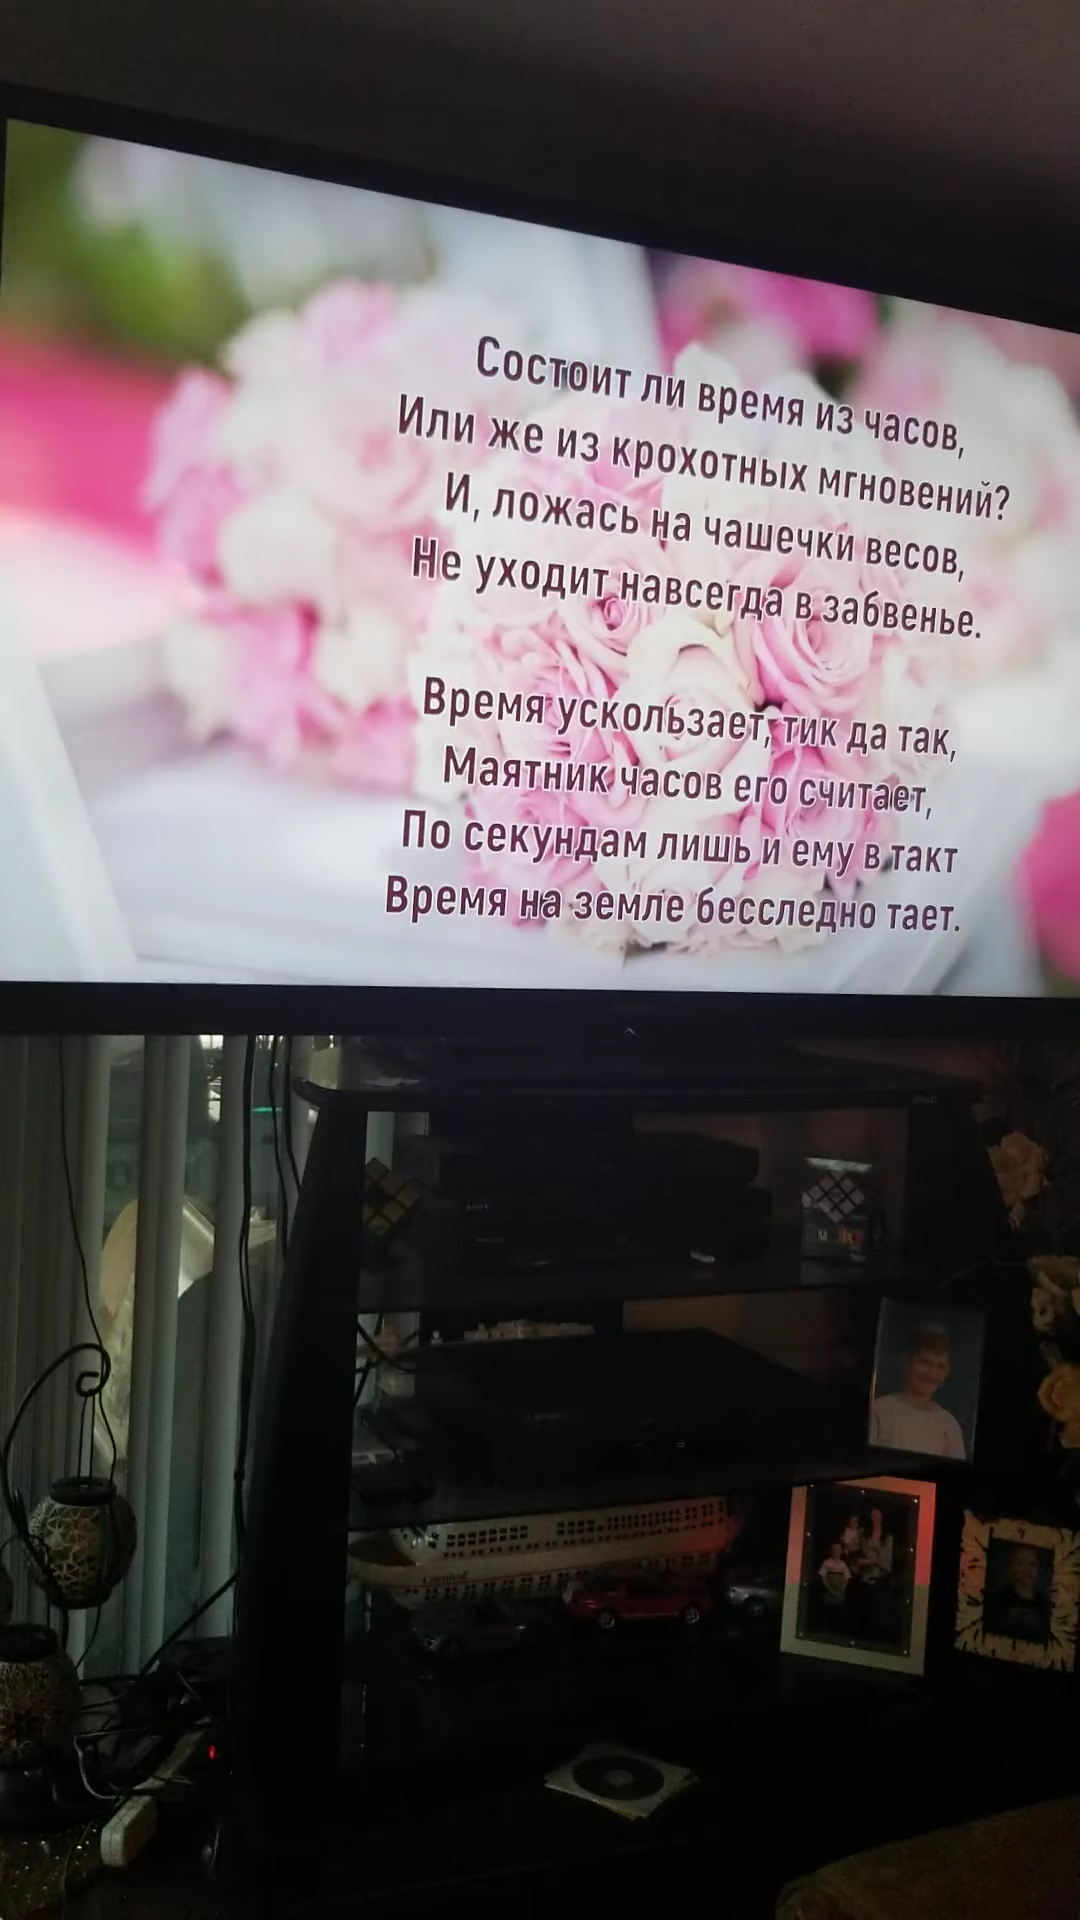 Состоит ли время из часов,
Или же из крохотных мгновений?
И, ложась на чашечки весов,
Не уходит навсегда в забвенье.
Время ускользает, тик да так,
Маятник часов его считает,
По секундам лишь и ему в такт
Время на земле бесследно тает.
Carnival